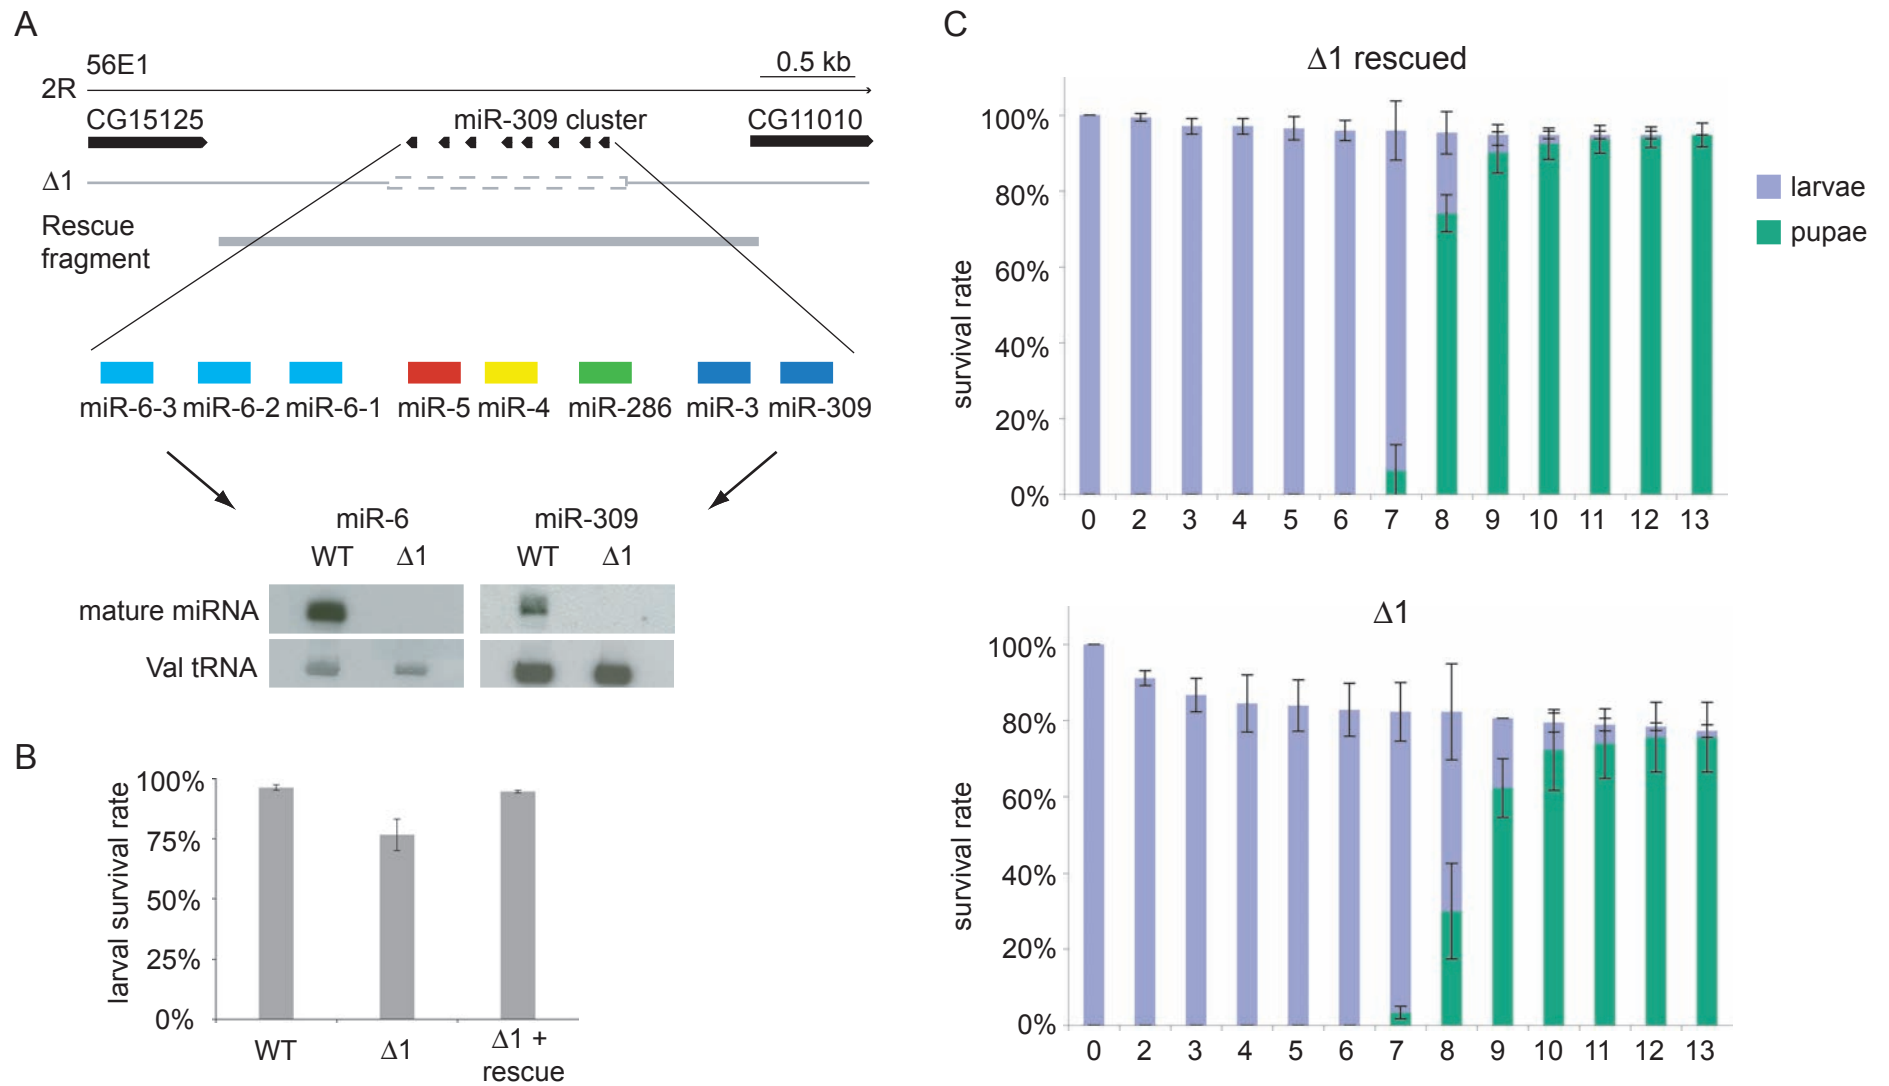 A
56E1
0.5 kb
2R
CG15125
miR-309 cluster
CG11010
Δ1
Rescue
fragment
miR-6-3 miR-6-2 miR-6-1 miR-5 miR-4 miR-286 miR-3 miR-309
miR-6
miR-309
WT Δ1 WT Δ1
mature miRNA
Val tRNA
B
larval survival rate
100%
75%
50%
25%
0%
WT
Δ1
Δ1 +
rescue
C
Δ1 rescued
survival rate
100%
80%
60%
40%
20%
0%
0 2 3 4 5 6 7 8 9 10 11 12 13
larvae
pupae
Δ1
survival rate
100%
80%
60%
40%
20%
0%
0 2 3 4 5 6 7 8 9 10 11 12 13